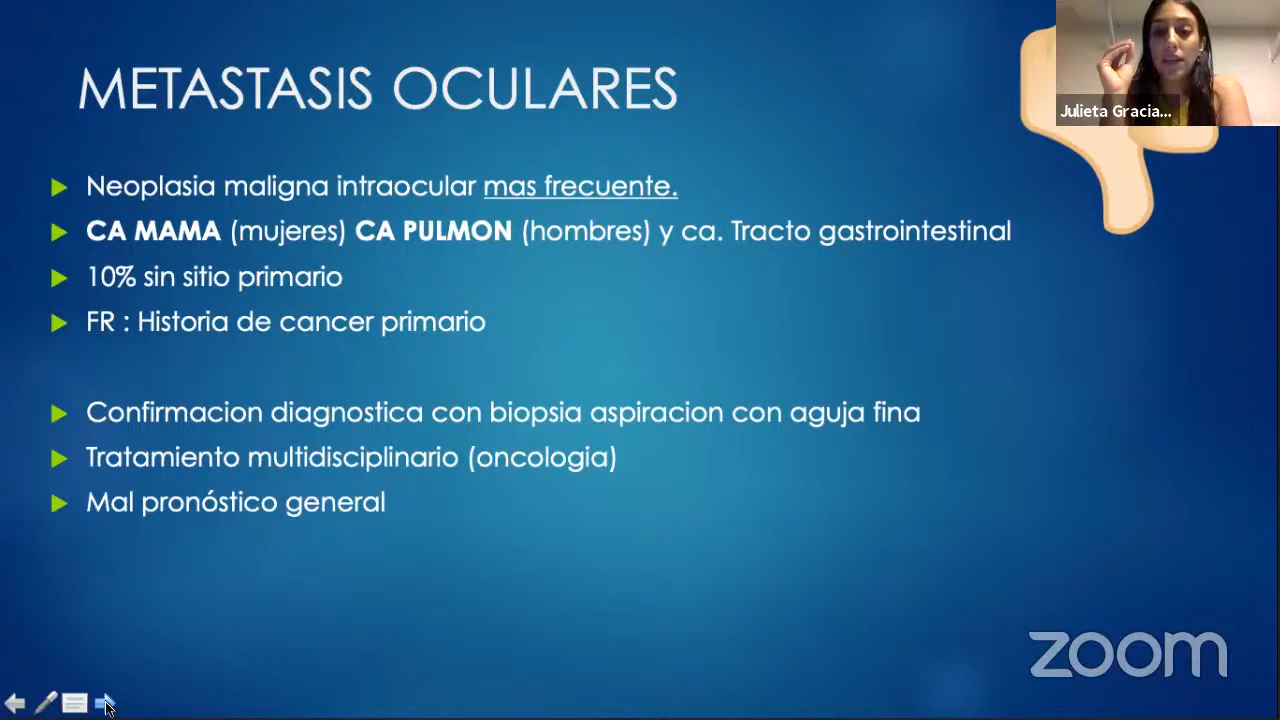 METASTASIS OCULARES
Julieta Gracia...
Neoplasia maligna intraocular mas frecuente.
CA MAMA (mujeres) CA PULMON (hombres) y ca. Tracto gastrointestinal
10% sin sitio primario
FR : Historia de cancer primario
Confirmacion diagnostica con biopsia aspiracion con aguja fina
Tratamiento multidisciplinario (oncologia)
Mal pronóstico general
zoom